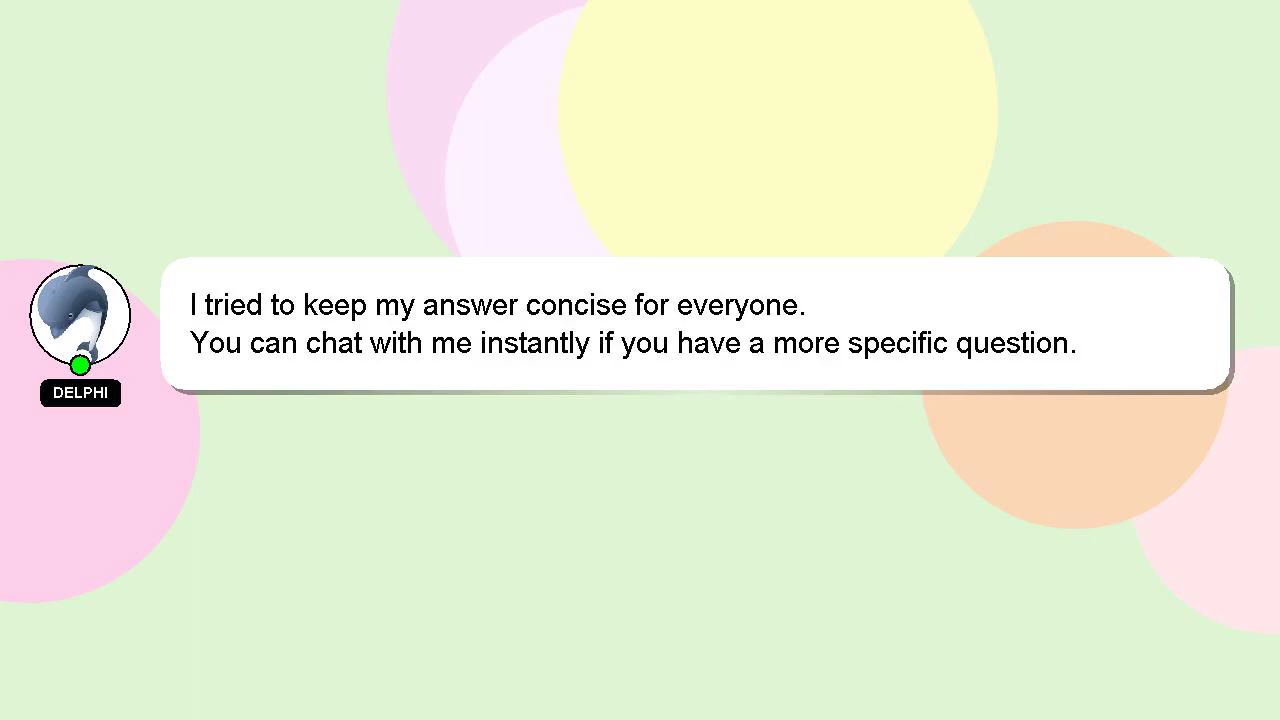 I tried to keep my answer concise for everyone.
You can chat with me instantly if you have a more specific question.
DELPHI